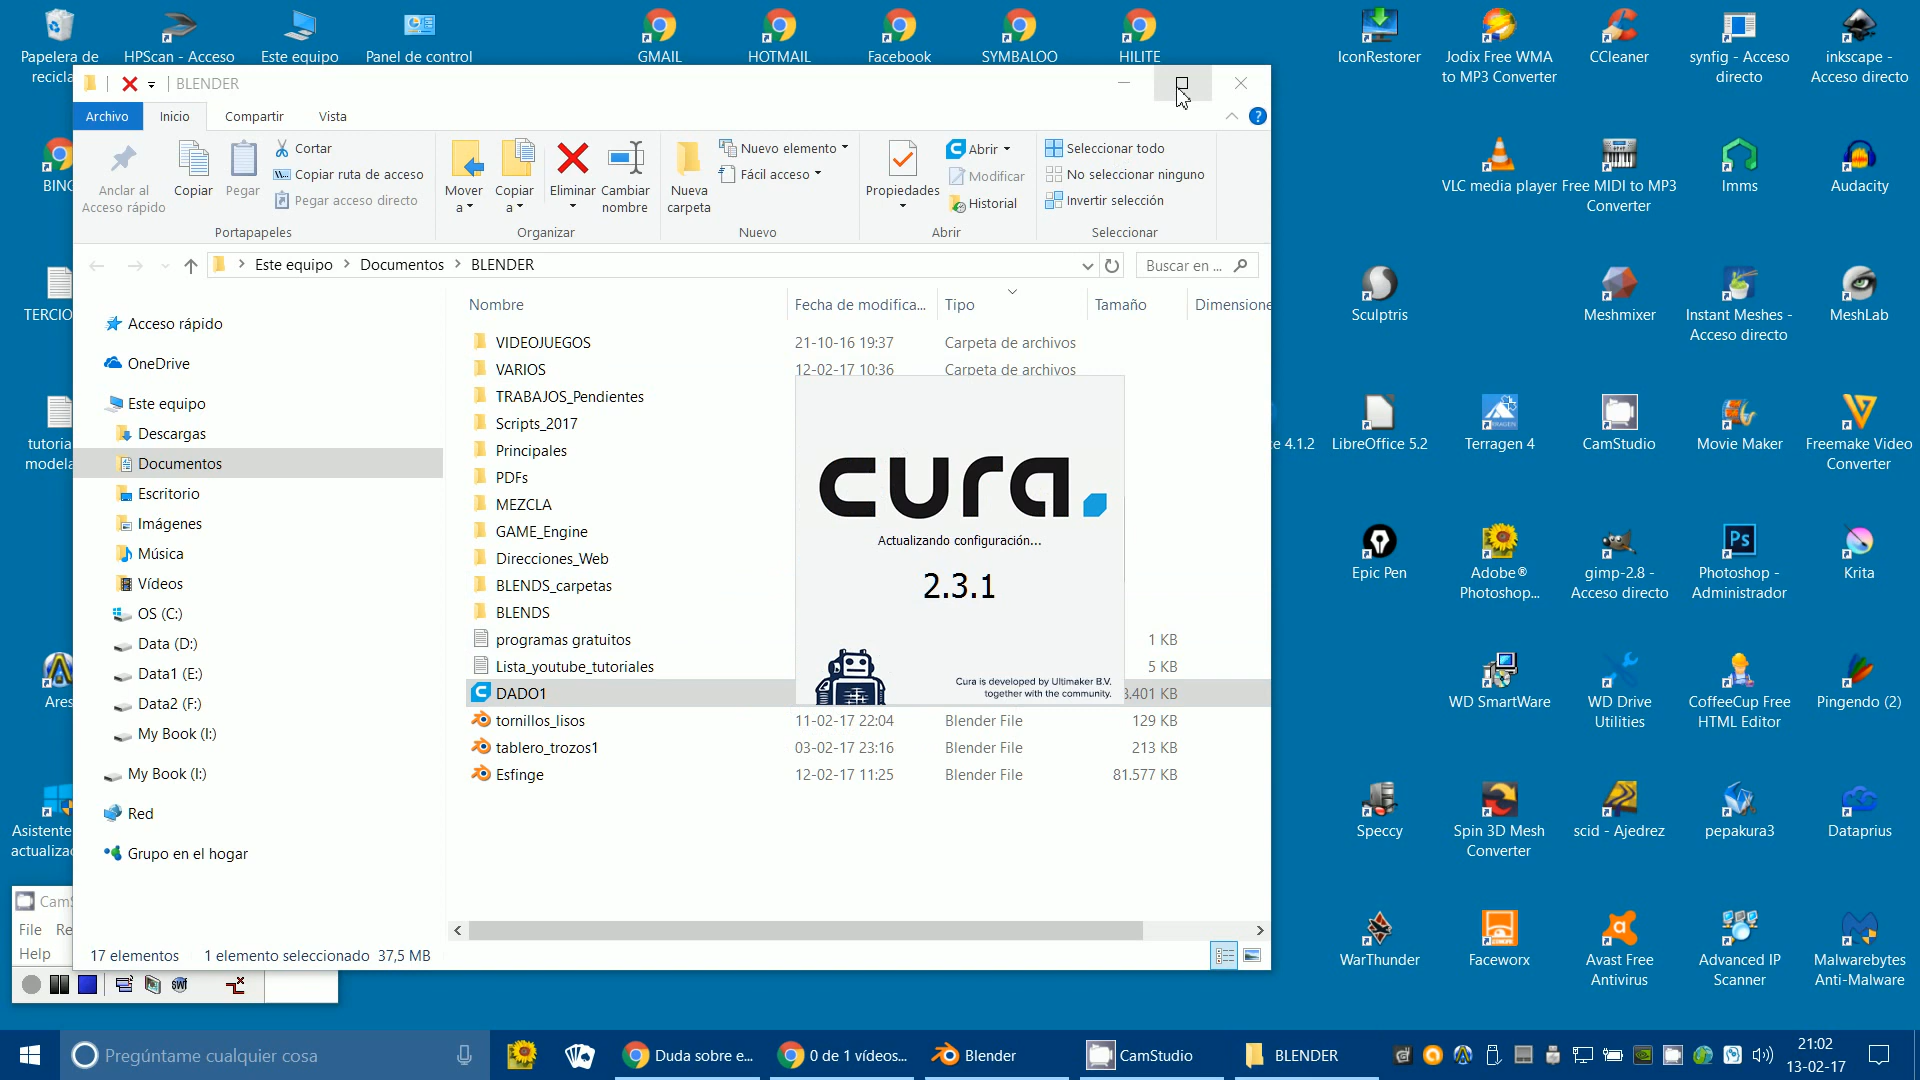 Papelera de
recicla
HPScan - Acceso
Este equipo
Panel de control
GMAIL
HOTMAIL
Facebook
SYMBALOO
HILITE
IconRestorer
Jodix Free WMA
to MP3 Converter
CCleaner
synfig - Acceso
directo
inkscape -
Acceso directo
BLENDER
Archivo
Inicio
Compartir
Vista
Anclar al
Acceso rápido
Copiar
Pegar
Cortar
Copiar ruta de acceso
Pegar acceso directo
Portapapeles
Mover
a
Copiar
a
Eliminar
Cambiar
nombre
Organizar
Nueva
carpeta
Nuevo elemento
Fácil acceso
Nuevo
Propiedades
Abrir
Modificar
Historial
Abrir
Seleccionar todo
No seleccionar ninguno
Invertir selección
Seleccionar
BING
VLC media player
Free MIDI to MP3
Converter
lmms
Audacity
Este equipo > Documentos > BLENDER
Buscar en ...
Nombre
Fecha de modifica...
Tipo
Tamaño
Dimensione
Acceso rápido
OneDrive
Este equipo
Descargas
Documentos
Escritorio
Imágenes
Música
Vídeos
OS (C:)
Data (D:)
Data1 (E:)
Data2 (F:)
My Book (I:)
My Book (I:)
Red
Grupo en el hogar
VIDEOJUEGOS 21-10-16 19:37 Carpeta de archivos
VARIOS 12-02-17 10:36 Carpeta de archivos
TRABAJOS_Pendientes
Scripts_2017
Principales
PDFs
MEZCLA
GAME_Engine
Direcciones_Web
BLENDS_carpetas
BLENDS
programas gratuitos 1 KB
Lista_youtube_tutoriales 5 KB
DADO1 3.401 KB
tornillos_lisos 11-02-17 22:04 Blender File 129 KB
tablero_trozos1 03-02-17 23:16 Blender File 213 KB
Esfinge 12-02-17 11:25 Blender File 81.577 KB
cura.
Actualizando configuración...
2.3.1
Cura is developed by Ultimaker B.V.
together with the community.
TERCIO
tutoria
modela
Ares
Asistente
actualizac
Sculptris
Meshmixer
Instant Meshes -
Acceso directo
MeshLab
e 4.1.2
LibreOffice 5.2
Terragen 4
CamStudio
Movie Maker
Freemake Video
Converter
Epic Pen
Adobe®
Photoshop...
gimp-2.8 -
Acceso directo
Photoshop -
Administrador
Krita
WD SmartWare
WD Drive
Utilities
CoffeeCup Free
HTML Editor
Pingendo (2)
Speccy
Spin 3D Mesh
Converter
scid - Ajedrez
pepakura3
Dataprius
WarThunder
Faceworx
Avast Free
Antivirus
Advanced IP
Scanner
Malwarebytes
Anti-Malware
CamS
File Re
Help
17 elementos 1 elemento seleccionado 37,5 MB
Pregúntame cualquier cosa
Duda sobre e...
0 de 1 vídeos...
Blender
CamStudio
BLENDER
21:02
13-02-17